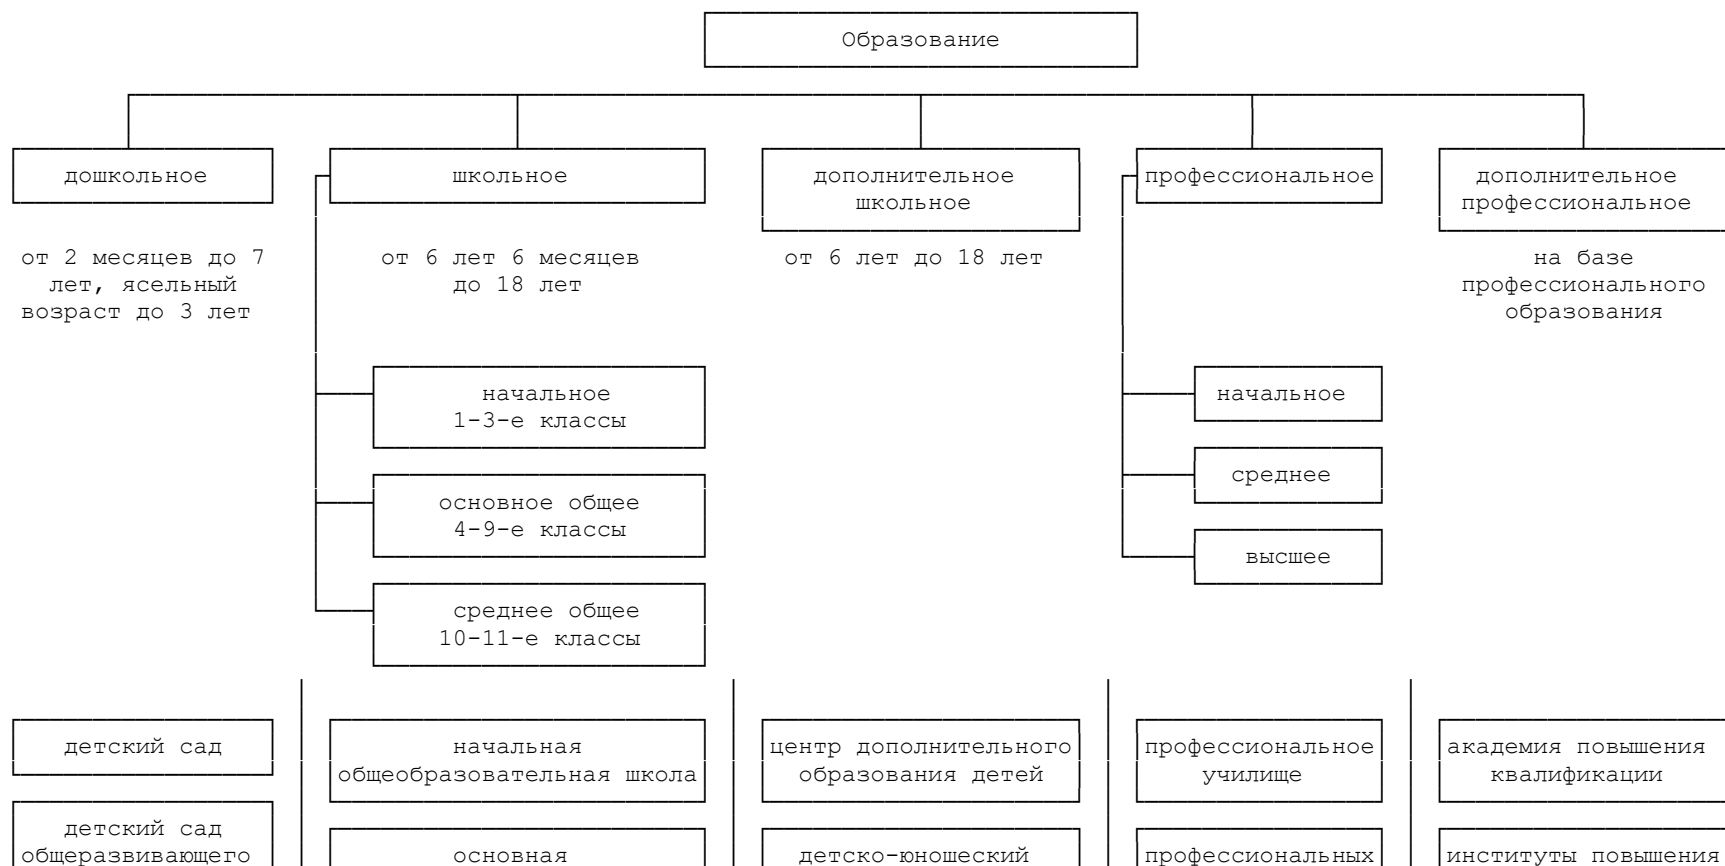 Образование
дошкольное
школьное
дополнительное
школьное
профессиональное
дополнительное
профессиональное
от 2 месяцев до 7
лет, ясельный
возраст до 3 лет
от 6 лет 6 месяцев
до 18 лет
от 6 лет до 18 лет
на базе
профессионального
образования
начальное
1-3-е классы
основное общее
4-9-е классы
среднее общее
10-11-е классы
начальное
среднее
высшее
детский сад
начальная
общеобразовательная школа
центр дополнительного
образования детей
профессиональное
училище
академия повышения
квалификации
детский сад
общеразвивающего
основная
детско-юношеский
профессиональных
институты повышения